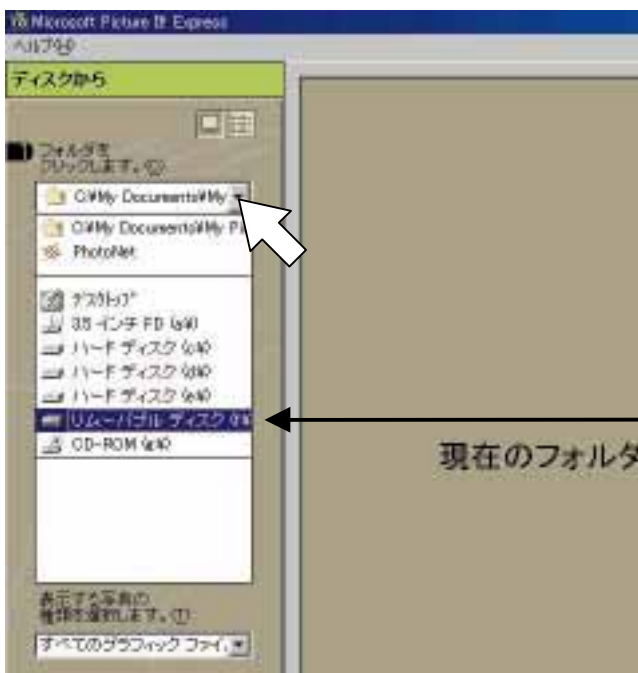 Microsoft Picture It! Express
ヘルプ(H)
ディスクから
フォルダを
クリックします。(C)
C:¥My Documents¥My
C:¥My Documents¥My Pi
PhotoNet
デスクトップ
3.5 インチ FD (a:¥)
ハード ディスク (c:¥)
ハード ディスク (d:¥)
ハード ディスク (e:¥)
リムーバブル ディスク (f:¥
CD-ROM (g:¥)
現在のフォルダ
表示する写真の
種類を選択します。(T)
すべてのグラフィック ファイ